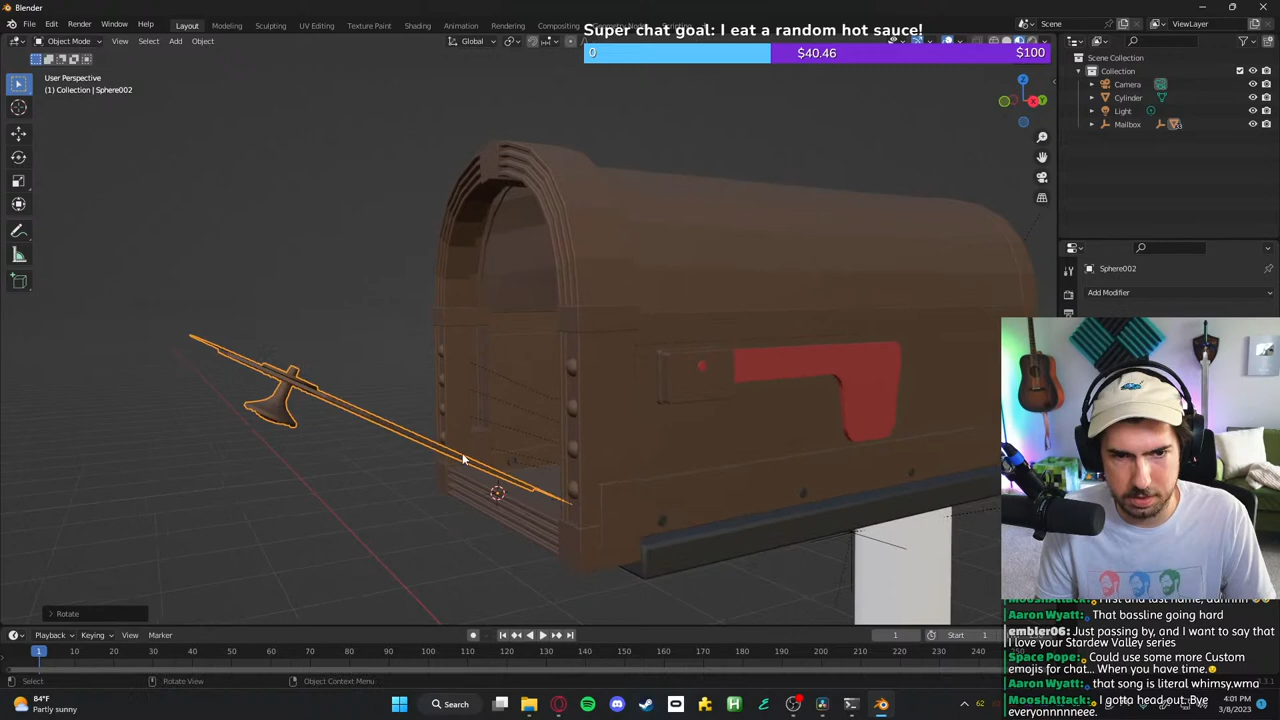 Blender
File Edit Render Window Help Layout Modeling Sculpting UV Editing Texture Paint Shading Animation Rendering Compositing
Scene
ViewLayer
Super chat goal: I eat a random hot sauce!
0 $40.46 $100
Object Mode View Select Add Object
Global
User Perspective
(1) Collection | Sphere002
Scene Collection
Collection
Camera
Cylinder
Light
Mailbox
Sphere002
Add Modifier
Z
X
Y
Rotate
Playback Keying View Marker
1
Start 1
1 10 20 30 40 50 60 70 80 90 100 110 120 130 140 150 160 170 180 190 200 210 220 230 240 250
Select Rotate View Object Context Menu
Aaron Wyatt: That bassline going hard
embler06: Just passing by, and I want to say that
I love your Stardew Valley series
Space Pope: Could use some more Custom
emojis for chat... When you have time.
Aaron Wyatt: that song is literal whimsy.wma
MooshAttack: I gotta head out. Bye
everyonnnnneee.
84°F
Partly sunny
Search
62
4:01 PM
3/8/2023